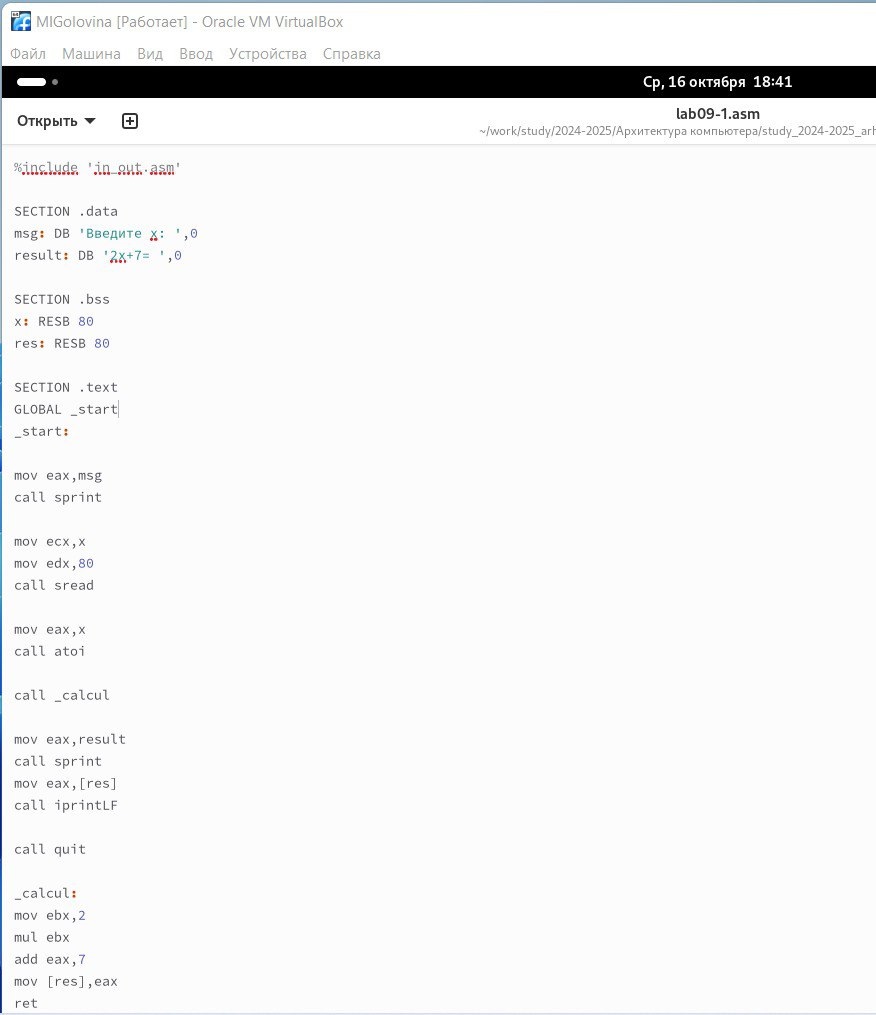 MIGolovina [Работает] - Oracle VM VirtualBox
Файл Машина Вид Ввод Устройства Справка
Ср, 16 октября 18:41
Открыть
lab09-1.asm
~/work/study/2024-2025/Архитектура компьютера/study_2024-2025_arh
%include 'in_out.asm'
SECTION .data
msg: DB 'Введите x: ',0
result: DB '2x+7= ',0
SECTION .bss
x: RESB 80
res: RESB 80
SECTION .text
GLOBAL _start
_start:
mov eax,msg
call sprint
mov ecx,x
mov edx,80
call sread
mov eax,x
call atoi
call _calcul
mov eax,result
call sprint
mov eax,[res]
call iprintLF
call quit
_calcul:
mov ebx,2
mul ebx
add eax,7
mov [res],eax
ret